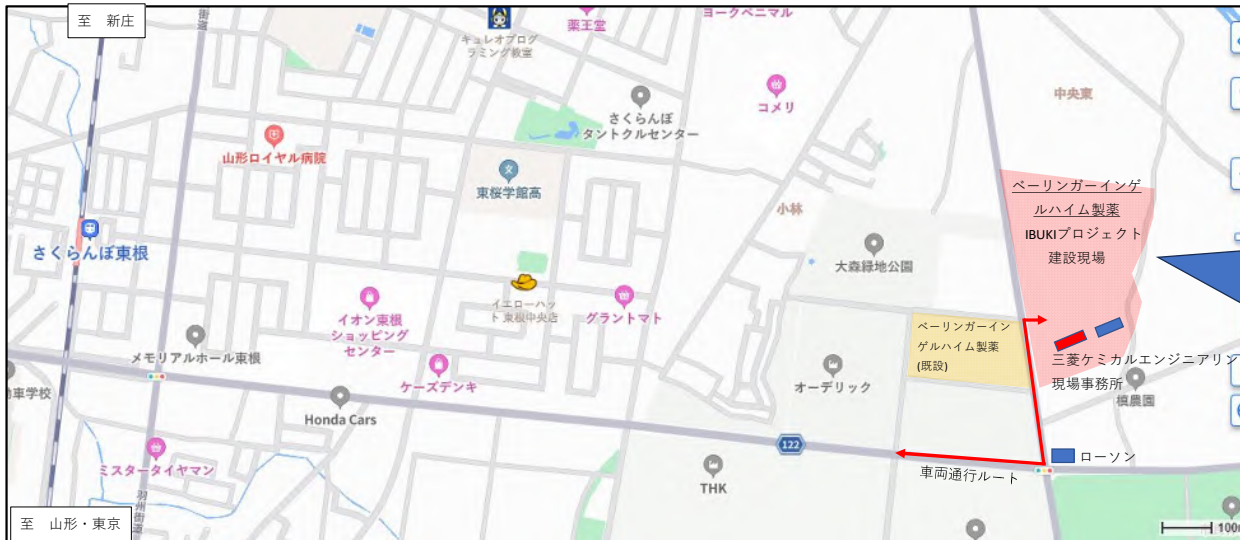 至 新庄
街道
キュレオプログ
ラミング教室
薬王堂
ヨークベニマル
コメリ
中央東
さくらんぼ
タントクルセンター
山形ロイヤル病院
東桜学館高
小林
ベーリンガーインゲ
ルハイム製薬
IBUKIプロジェクト
建設現場
さくらんぼ東根
大森緑地公園
イエローハッ
ト 東根中央店
グラントマト
イオン東根
ショッピング
センター
ベーリンガーイン
ゲルハイム製薬
(既設)
メモリアルホール東根
ケーズデンキ
オーデリック
三菱ケミカルエンジニアリン
現場事務所
槙農園
動車学校
Honda Cars
122
ローソン
車両通行ルート
ミスタータイヤマン
THK
羽州街道
至 山形・東京
100m